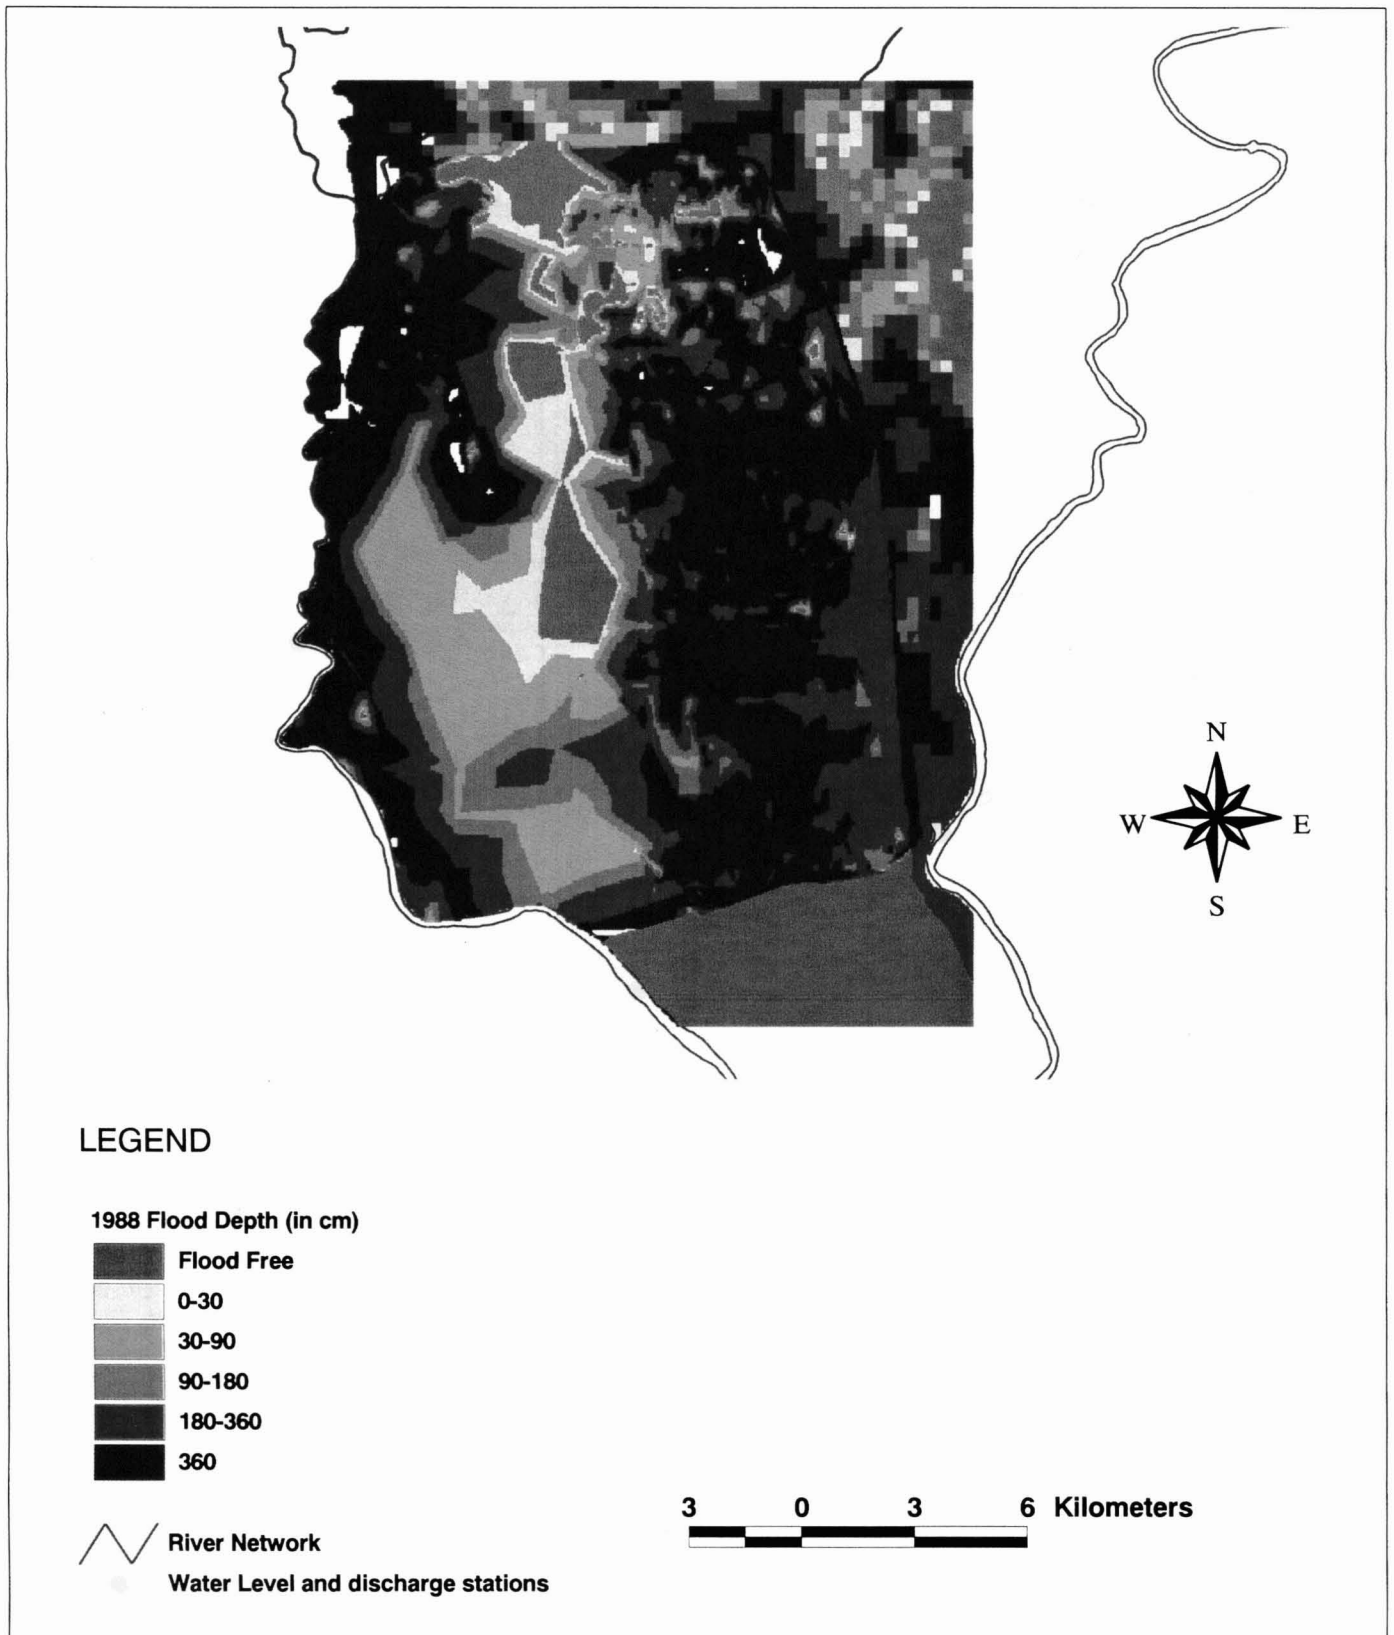 N
W E
S
LEGEND
1988 Flood Depth (in cm)
Flood Free
0-30
30-90
90-180
180-360
360
3 0 3 6 Kilometers
River Network
Water Level and discharge stations